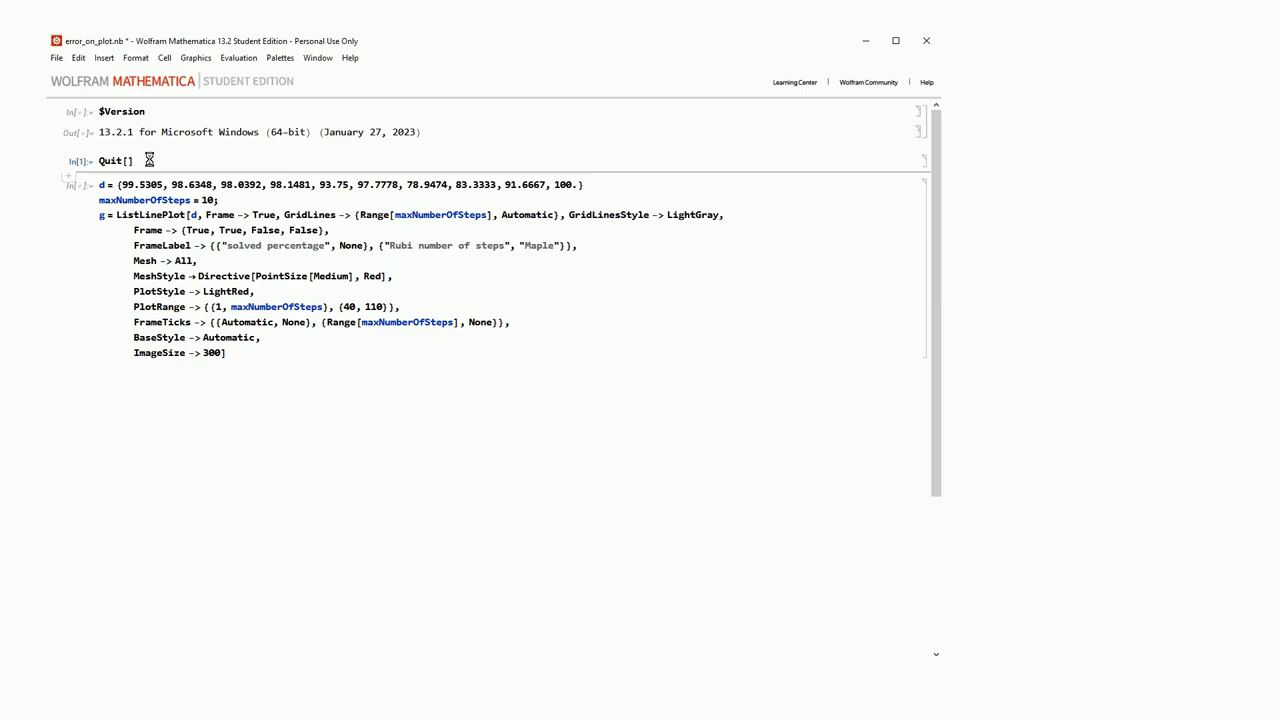 error_on_plot.nb * - Wolfram Mathematica 13.2 Student Edition - Personal Use Only
File Edit Insert Format Cell Graphics Evaluation Palettes Window Help
WOLFRAM MATHEMATICA | STUDENT EDITION
Learning Center | Wolfram Community | Help
In[ ]:= $Version
Out[ ]= 13.2.1 for Microsoft Windows (64-bit) (January 27, 2023)
In[1]:= Quit[]
In[ ]:= d = {99.5305, 98.6348, 98.0392, 98.1481, 93.75, 97.7778, 78.9474, 83.3333, 91.6667, 100.}
maxNumberOfSteps = 10;
g = ListLinePlot[d, Frame -> True, GridLines -> {Range[maxNumberOfSteps], Automatic}, GridLinesStyle -> LightGray,
Frame -> {True, True, False, False},
FrameLabel -> {{"solved percentage", None}, {"Rubi number of steps", "Maple"}},
Mesh -> All,
MeshStyle → Directive[PointSize[Medium], Red],
PlotStyle -> LightRed,
PlotRange -> {{1, maxNumberOfSteps}, {40, 110}},
FrameTicks -> {{Automatic, None}, {Range[maxNumberOfSteps], None}},
BaseStyle -> Automatic,
ImageSize -> 300]